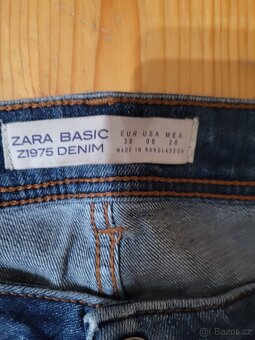 ZARA BASIC
Z1975 DENIM
EUR USA MEX
38 06 28
MADE IN BANGLADESH
Bazos.cz